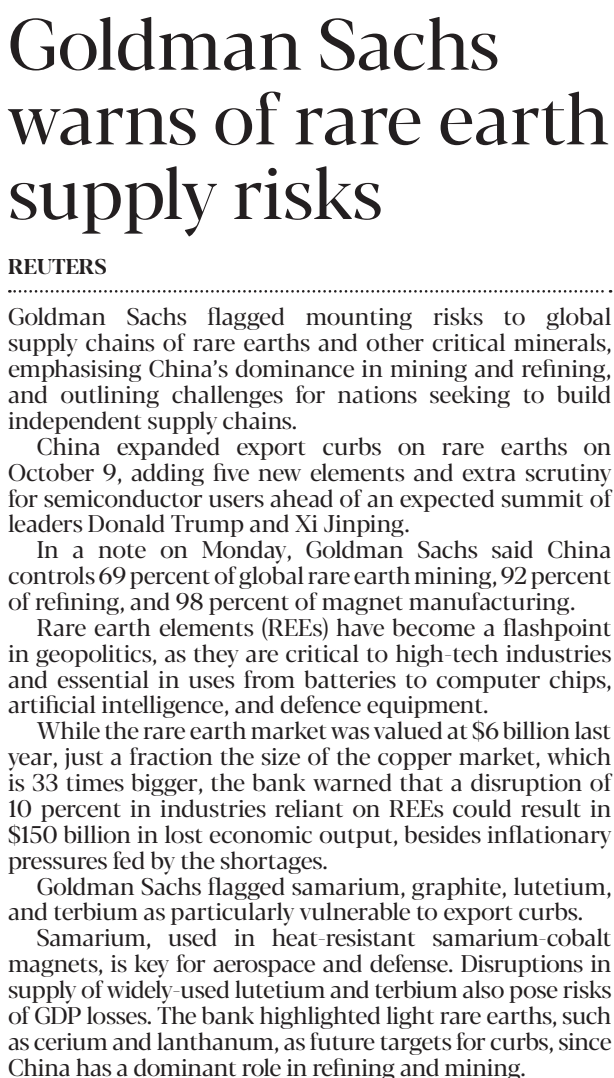 Goldman Sachs
warns of rare earth
supply risks
REUTERS
Goldman Sachs flagged mounting risks to global
supply chains of rare earths and other critical minerals,
emphasising China's dominance in mining and refining,
and outlining challenges for nations seeking to build
independent supply chains.
China expanded export curbs on rare earths on
October 9, adding five new elements and extra scrutiny
for semiconductor users ahead of an expected summit of
leaders Donald Trump and Xi Jinping.
In a note on Monday, Goldman Sachs said China
controls 69 percent of global rare earth mining, 92 percent
of refining, and 98 percent of magnet manufacturing.
Rare earth elements (REEs) have become a flashpoint
in geopolitics, as they are critical to high-tech industries
and essential in uses from batteries to computer chips,
artificial intelligence, and defence equipment.
While the rare earth market was valued at $6 billion last
year, just a fraction the size of the copper market, which
is 33 times bigger, the bank warned that a disruption of
10 percent in industries reliant on REEs could result in
$150 billion in lost economic output, besides inflationary
pressures fed by the shortages.
Goldman Sachs flagged samarium, graphite, lutetium,
and terbium as particularly vulnerable to export curbs.
Samarium, used in heat-resistant samarium-cobalt
magnets, is key for aerospace and defense. Disruptions in
supply of widely-used lutetium and terbium also pose risks
of GDP losses. The bank highlighted light rare earths, such
as cerium and lanthanum, as future targets for curbs, since
China has a dominant role in refining and mining.